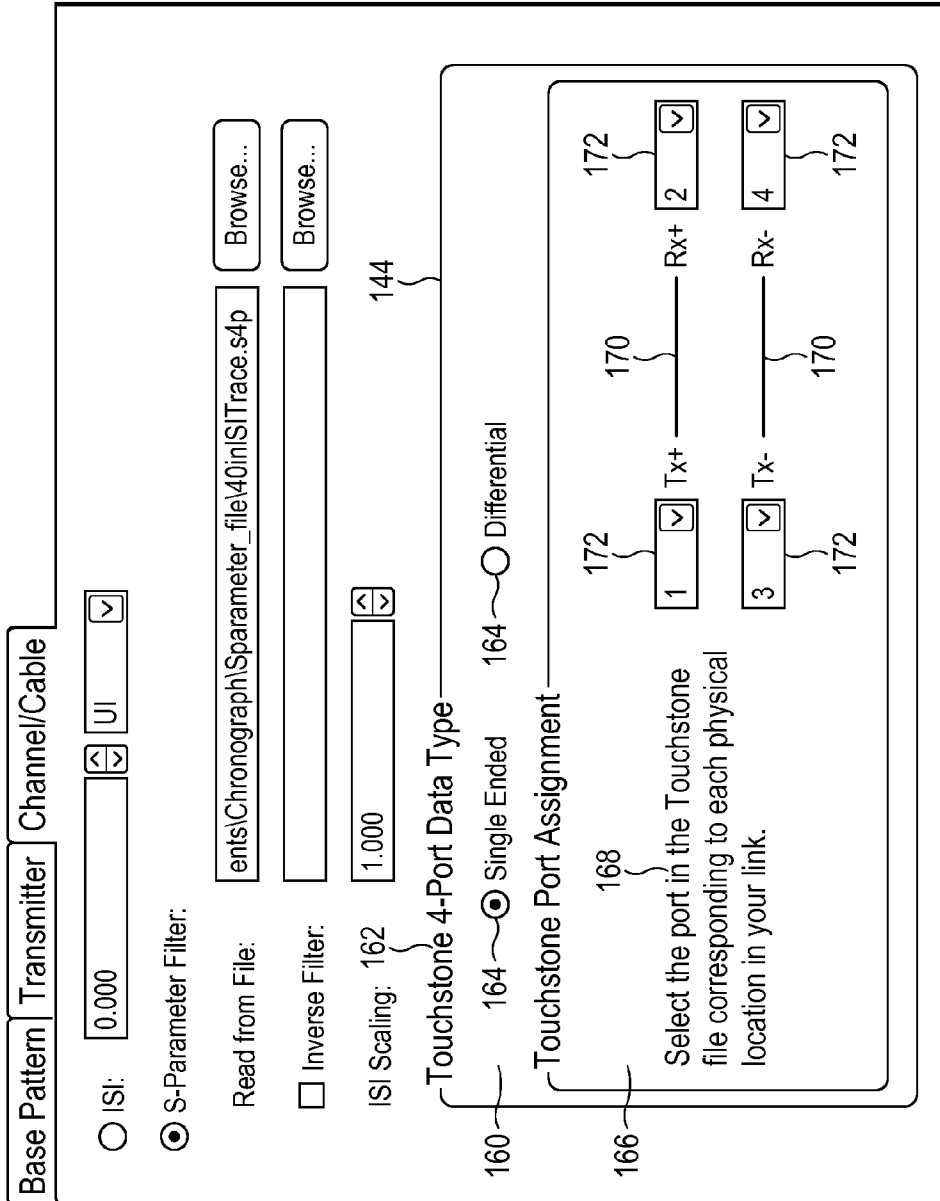 Base Pattern Transmitter Channel/Cable
ISI: 0.000 UI
S-Parameter Filter:
Read from File: ents\Chronograph\Sparameter_file\40inISITrace.s4p Browse...
Inverse Filter: Browse...
ISI Scaling: 1.000
162 144
Touchstone 4-Port Data Type
160 164 Single Ended 164 Differential
Touchstone Port Assignment
166 168 172 170 172
Select the port in the Touchstone
file corresponding to each physical
location in your link.
1 Tx+ Rx+ 2
3 Tx- Rx- 4
172 170 172